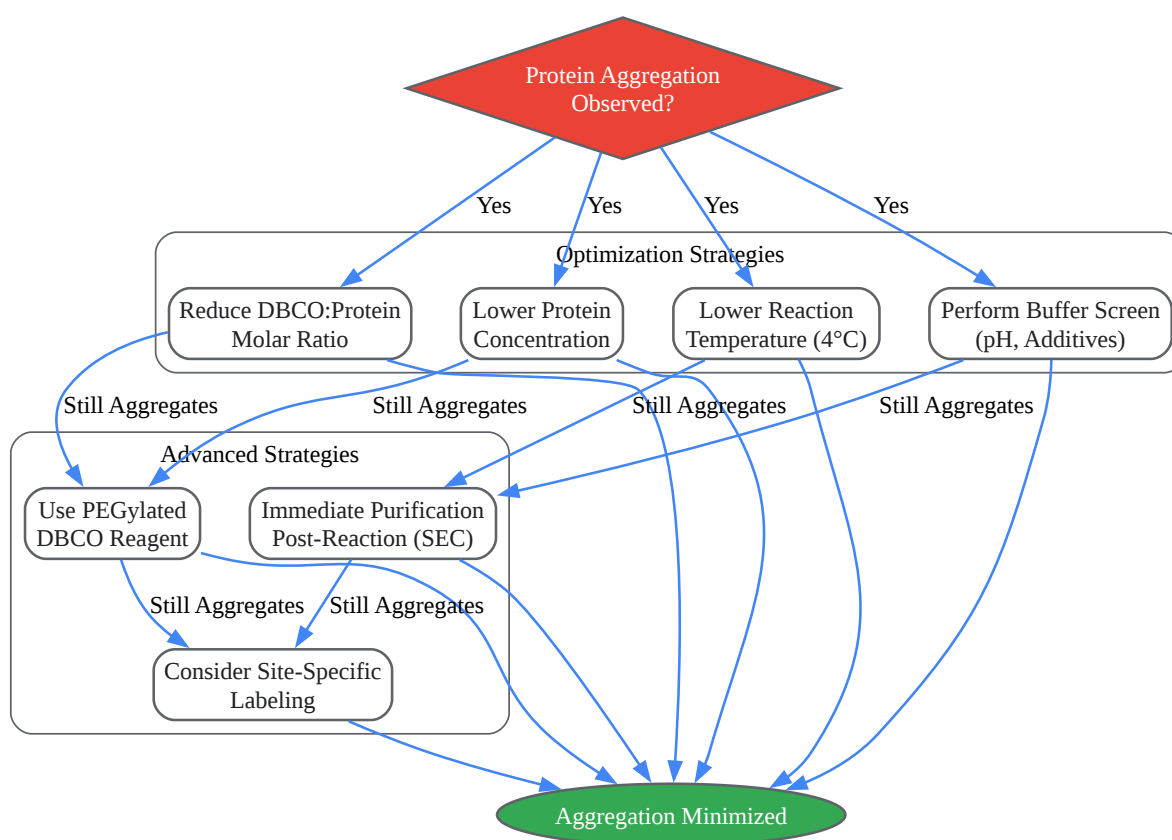 Protein Aggregation
Observed?
Yes
Yes
Yes
Yes
Optimization Strategies
Reduce DBCO:Protein
Molar Ratio
Lower Protein
Concentration
Lower Reaction
Temperature (4°C)
Perform Buffer Screen
(pH, Additives)
Still Aggregates
Still Aggregates
Still Aggregates
Still Aggregates
Advanced Strategies
Use PEGylated
DBCO Reagent
Immediate Purification
Post-Reaction (SEC)
Still Aggregates
Still Aggregates
Consider Site-Specific
Labeling
Aggregation Minimized